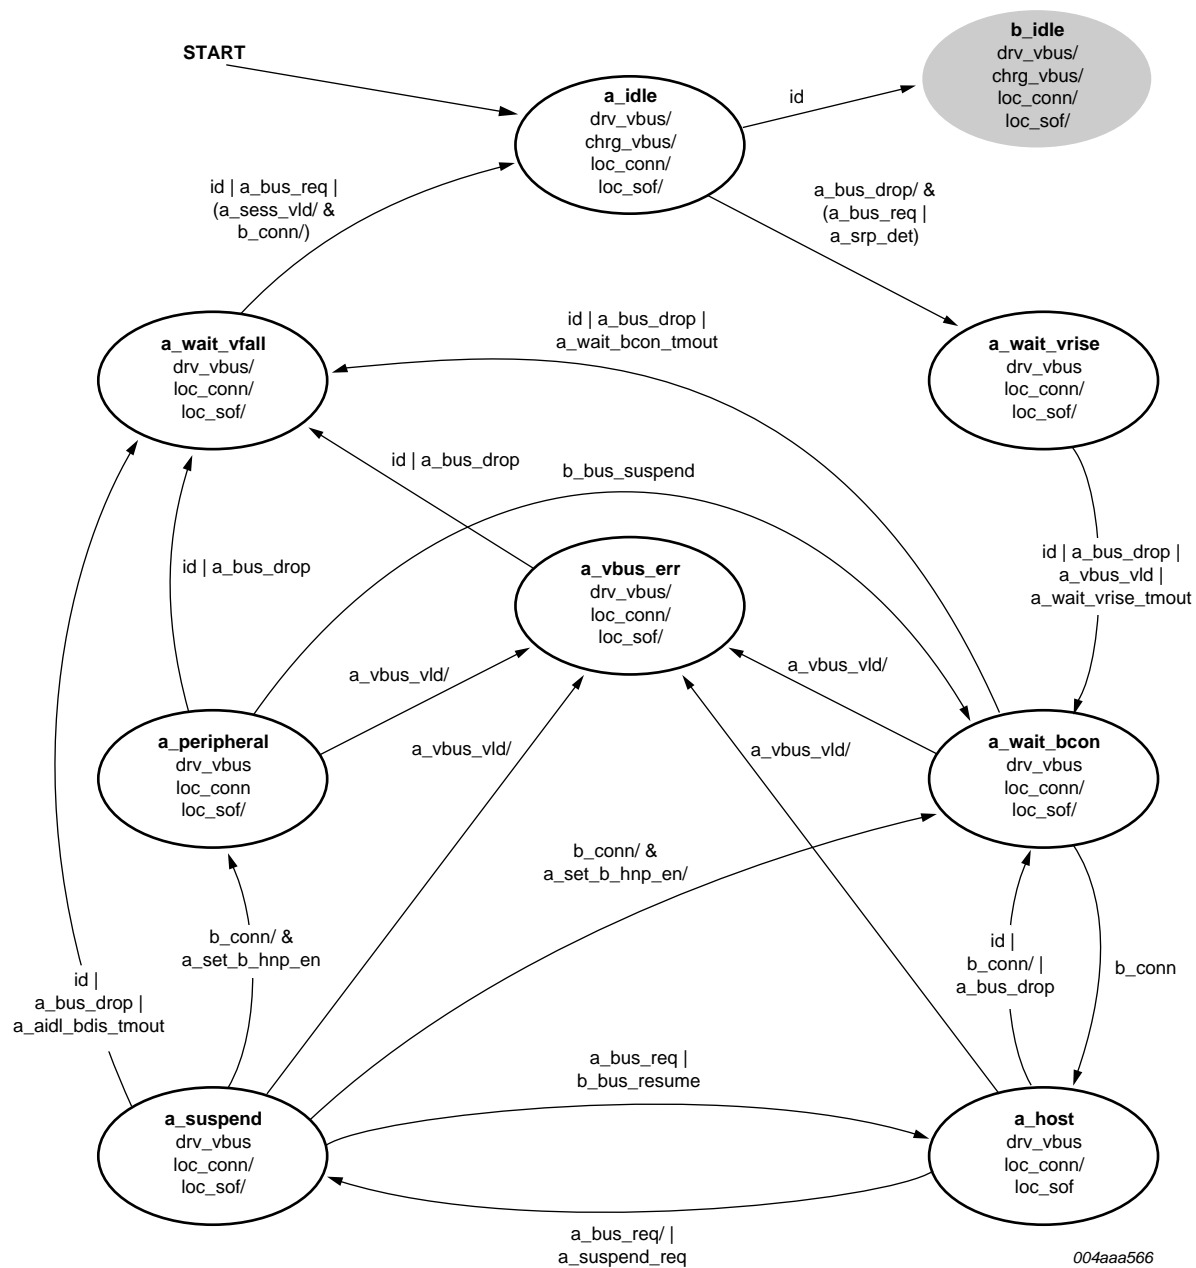 START
b_idle
drv_vbus/
chrg_vbus/
loc_conn/
loc_sof/
a_idle
drv_vbus/
chrg_vbus/
loc_conn/
loc_sof/
id
id | a_bus_req |
(a_sess_vld/ &
b_conn/)
a_bus_drop/ &
(a_bus_req |
a_srp_det)
a_wait_vfall
drv_vbus/
loc_conn/
loc_sof/
id | a_bus_drop |
a_wait_bcon_tmout
a_wait_vrise
drv_vbus
loc_conn/
loc_sof/
id | a_bus_drop
b_bus_suspend
id | a_bus_drop
a_vbus_err
drv_vbus/
loc_conn/
loc_sof/
id | a_bus_drop |
a_vbus_vld |
a_wait_vrise_tmout
a_vbus_vld/
a_vbus_vld/
a_peripheral
drv_vbus
loc_conn
loc_sof/
a_vbus_vld/
a_vbus_vld/
a_wait_bcon
drv_vbus
loc_conn/
loc_sof/
b_conn/ &
a_set_b_hnp_en/
b_conn/ &
a_set_b_hnp_en
id |
a_bus_drop |
a_aidl_bdis_tmout
id |
b_conn/ |
a_bus_drop
b_conn
a_bus_req |
b_bus_resume
a_suspend
drv_vbus
loc_conn/
loc_sof/
a_host
drv_vbus
loc_conn/
loc_sof
a_bus_req/ |
a_suspend_req
004aaa566